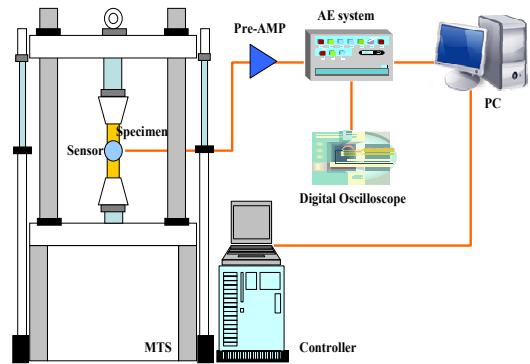 AE system
Pre-AMP
PC
Specimen
Sensor
Digital Oscilloscope
MTS
Controller